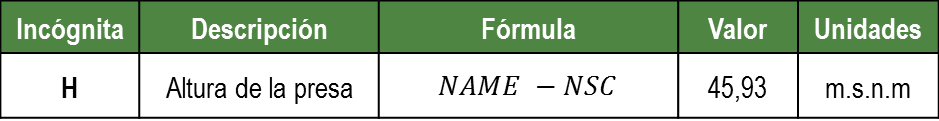 Incógnita Descripción Fórmula Valor Unidades
H Altura de la presa NAME − NSC 45,93 m.s.n.m